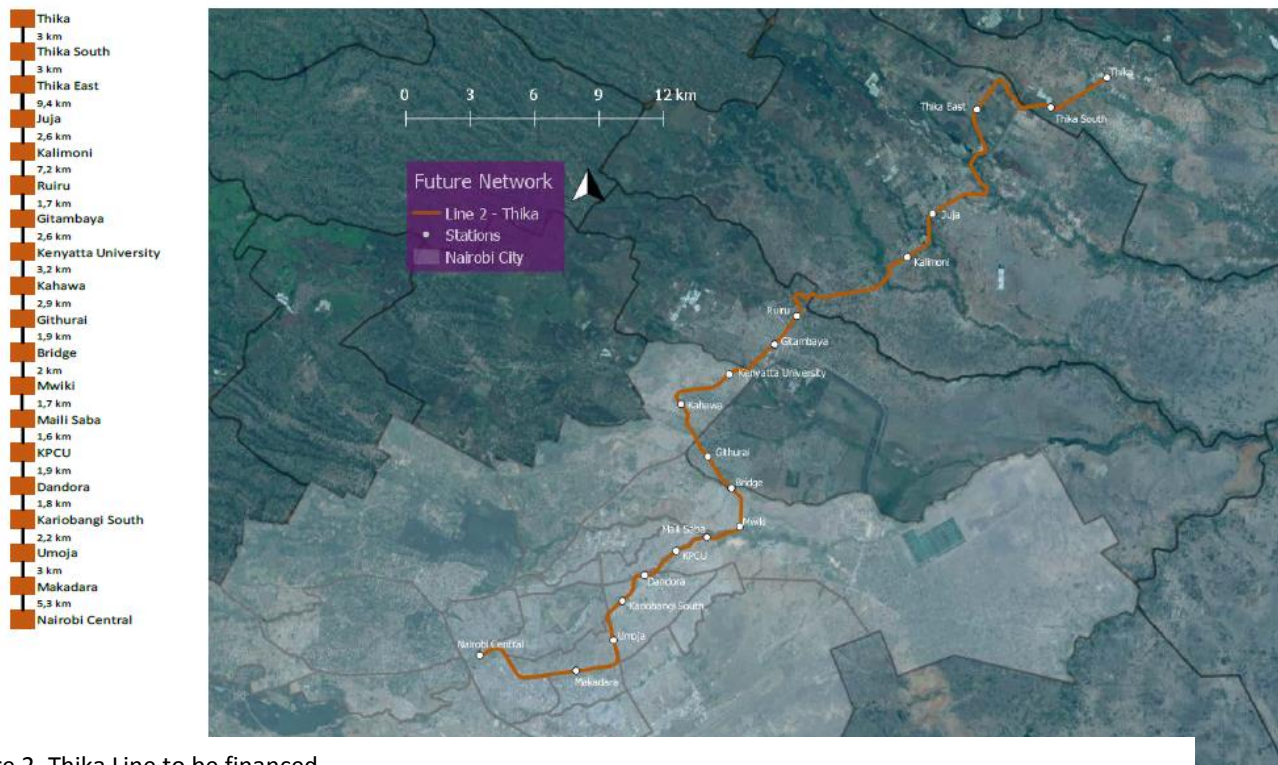 Thika
3 km
Thika South
3 km
Thika East
9,4 km
Juja
2,6 km
Kalimoni
7,2 km
Ruiru
1,7 km
Gitambaya
2,6 km
Kenyatta University
3,2 km
Kahawa
2,9 km
Githurai
1,9 km
Bridge
2 km
Mwiki
1,7 km
Maili Saba
1,6 km
KPCU
1,9 km
Dandora
1,8 km
Kariobangi South
2,2 km
Umoja
3 km
Makadara
5,3 km
Nairobi Central
0 3 6 9 12 km
Future Network
Line 2 - Thika
Stations
Nairobi City
Thika
Thika East
Thika South
Juja
Kalimoni
Ruiru
Gitambaya
Kenyatta University
Kahawa
Githurai
Bridge
Mwiki
Maili Saba
KPCU
Dandora
Kariobangi South
Umoja
Nairobi Central
Makadara
2. Thika Line to be financed